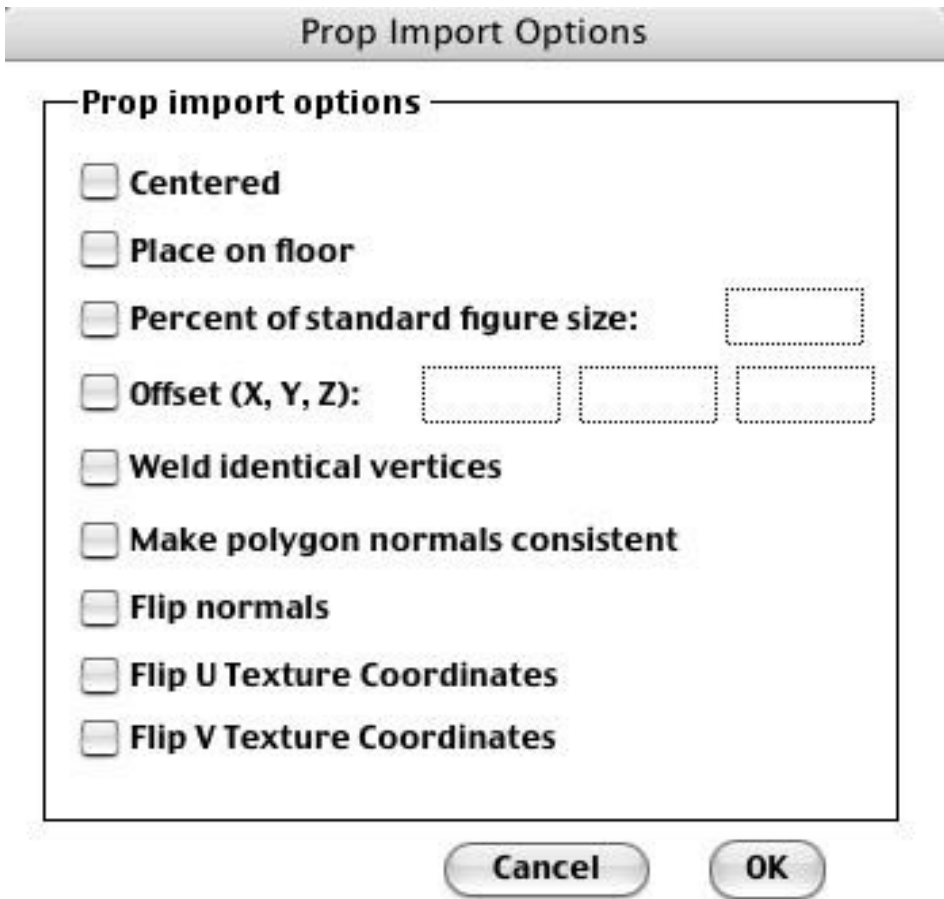 Prop Import Options
Prop import options
Centered
Place on floor
Percent of standard figure size:
Offset (X, Y, Z):
Weld identical vertices
Make polygon normals consistent
Flip normals
Flip U Texture Coordinates
Flip V Texture Coordinates
Cancel OK